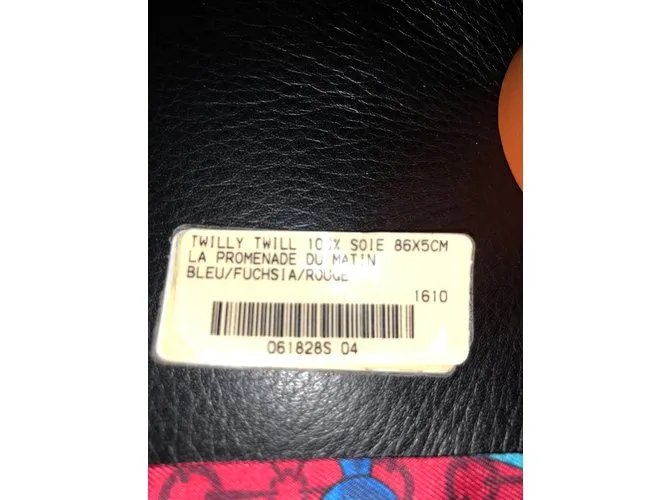 TWILLY TWILL 100% SOIE 86X5CM
LA PROMENADE DU MATIN
BLEU/FUCHSIA/ROUGE
1610
061828S 04